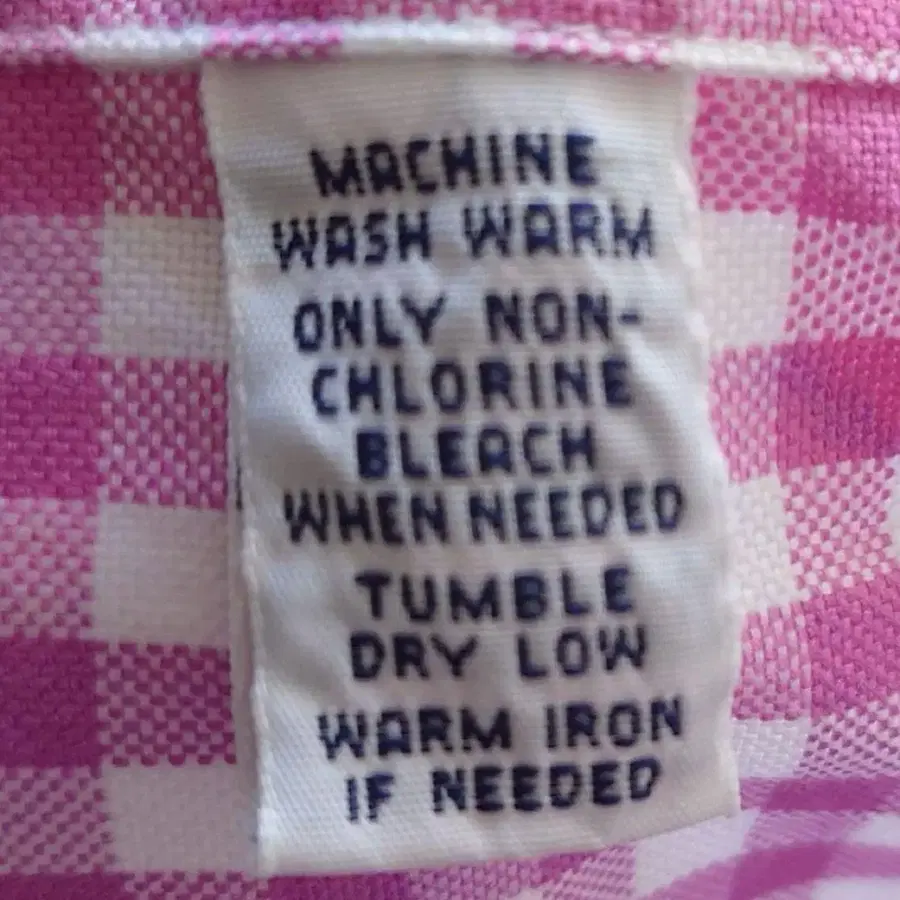 MACHINE
WASH WARM
ONLY NON-
CHLORINE
BLEACH
WHEN NEEDED
TUMBLE
DRY LOW
WARM IRON
IF NEEDED